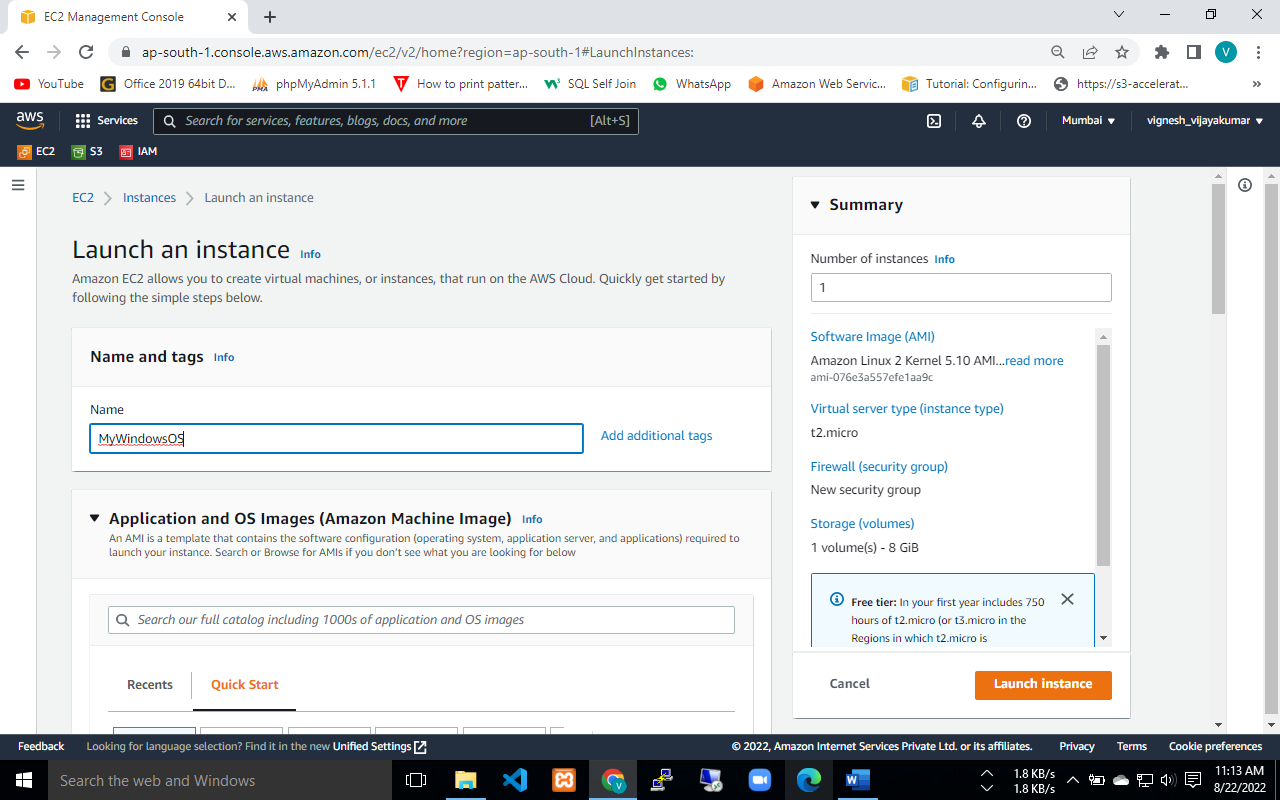 EC2 Management Console
ap-south-1.console.aws.amazon.com/ec2/v2/home?region=ap-south-1#LaunchInstances:
V
YouTube
Office 2019 64bit D...
phpMyAdmin 5.1.1
How to print patter...
SQL Self Join
WhatsApp
Amazon Web Servic...
Tutorial: Configurin...
https://s3-accelerat...
»
aws
Services
Search for services, features, blogs, docs, and more
[Alt+S]
Mumbai
vignesh_vijayakumar
EC2
S3
IAM
EC2
Instances
Launch an instance
Launch an instance Info
Amazon EC2 allows you to create virtual machines, or instances, that run on the AWS Cloud. Quickly get started by
following the simple steps below.
Name and tags Info
Name
MyWindowsOS
Add additional tags
Application and OS Images (Amazon Machine Image) Info
An AMI is a template that contains the software configuration (operating system, application server, and applications) required to
launch your instance. Search or Browse for AMIs if you don't see what you are looking for below
Search our full catalog including 1000s of application and OS images
Recents
Quick Start
Summary
Number of instances Info
1
Software Image (AMI)
Amazon Linux 2 Kernel 5.10 AMI...read more
ami-076e3a557efe1aa9c
Virtual server type (instance type)
t2.micro
Firewall (security group)
New security group
Storage (volumes)
1 volume(s) - 8 GiB
Free tier: In your first year includes 750
hours of t2.micro (or t3.micro in the
Regions in which t2.micro is
Cancel
Launch instance
Feedback
Looking for language selection? Find it in the new Unified Settings
© 2022, Amazon Internet Services Private Ltd. or its affiliates.
Privacy
Terms
Cookie preferences
Search the web and Windows
1.8 KB/s
1.8 KB/s
11:13 AM
8/22/2022